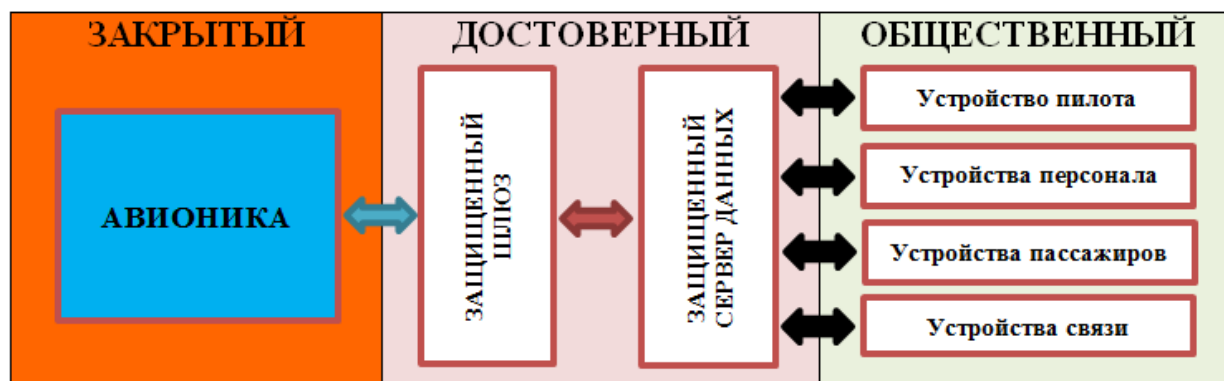 ЗАКРЫТЫЙ
ДОСТОВЕРНЫЙ
ОБЩЕСТВЕННЫЙ
АВИОНИКА
ЗАЩИЩЕННЫЙ
ШЛЮЗ
ЗАЩИЩЕННЫЙ
СЕРВЕР ДАННЫХ
Устройство пилота
Устройства персонала
Устройства пассажиров
Устройства связи